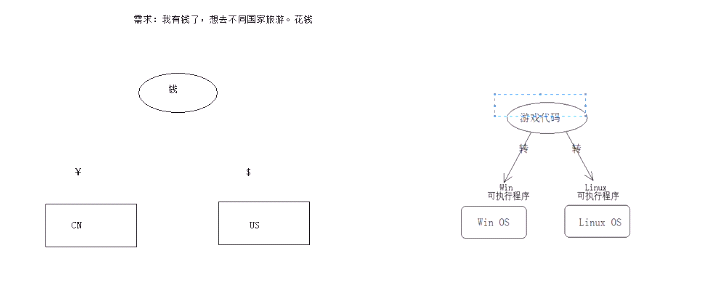 需求：我有钱了，想去不同国家旅游。花钱
钱
￥
$
CN
US
游戏代码
转
转
Win
可执行程序
Linux
可执行程序
Win OS
Linux OS